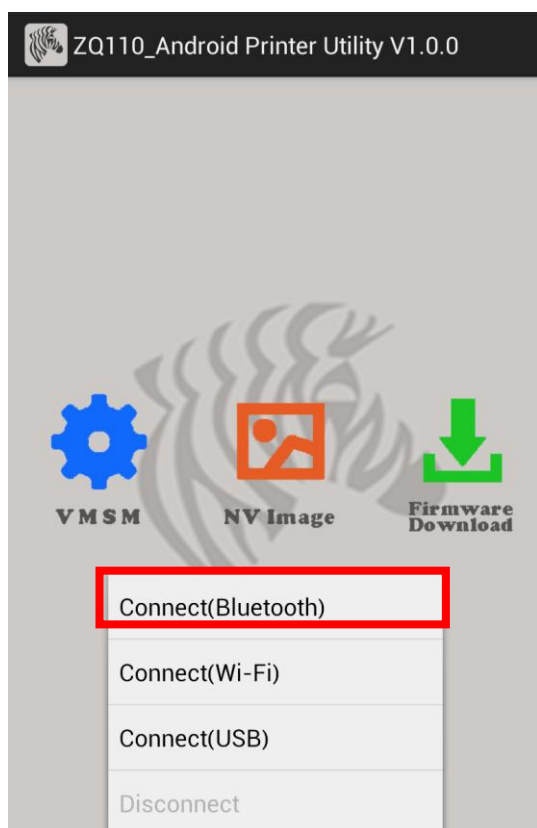 ZQ110_Android Printer Utility V1.0.0
VMSM
NV Image
Firmware
Download
Connect(Bluetooth)
Connect(Wi-Fi)
Connect(USB)
Disconnect